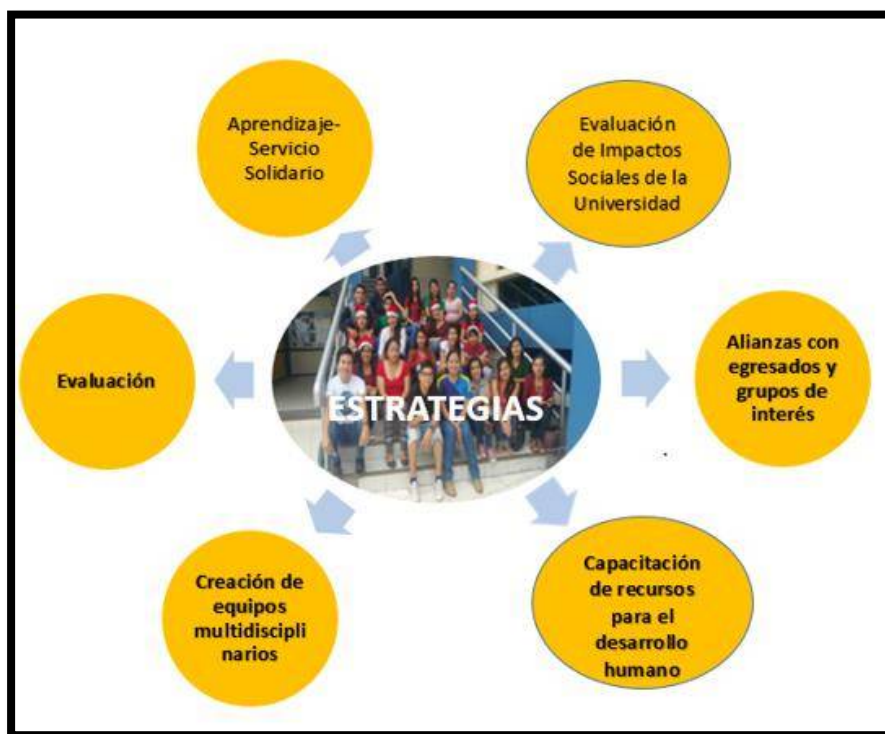 Aprendizaje-
Servicio
Solidario
Evaluación
de Impactos
Sociales de la
Universidad
Evaluación
ESTRATEGIAS
Alianzas con
egresados y
grupos de
interés
Creación de
equipos
multidiscipli
narios
Capacitación
de recursos
para el
desarrollo
humano